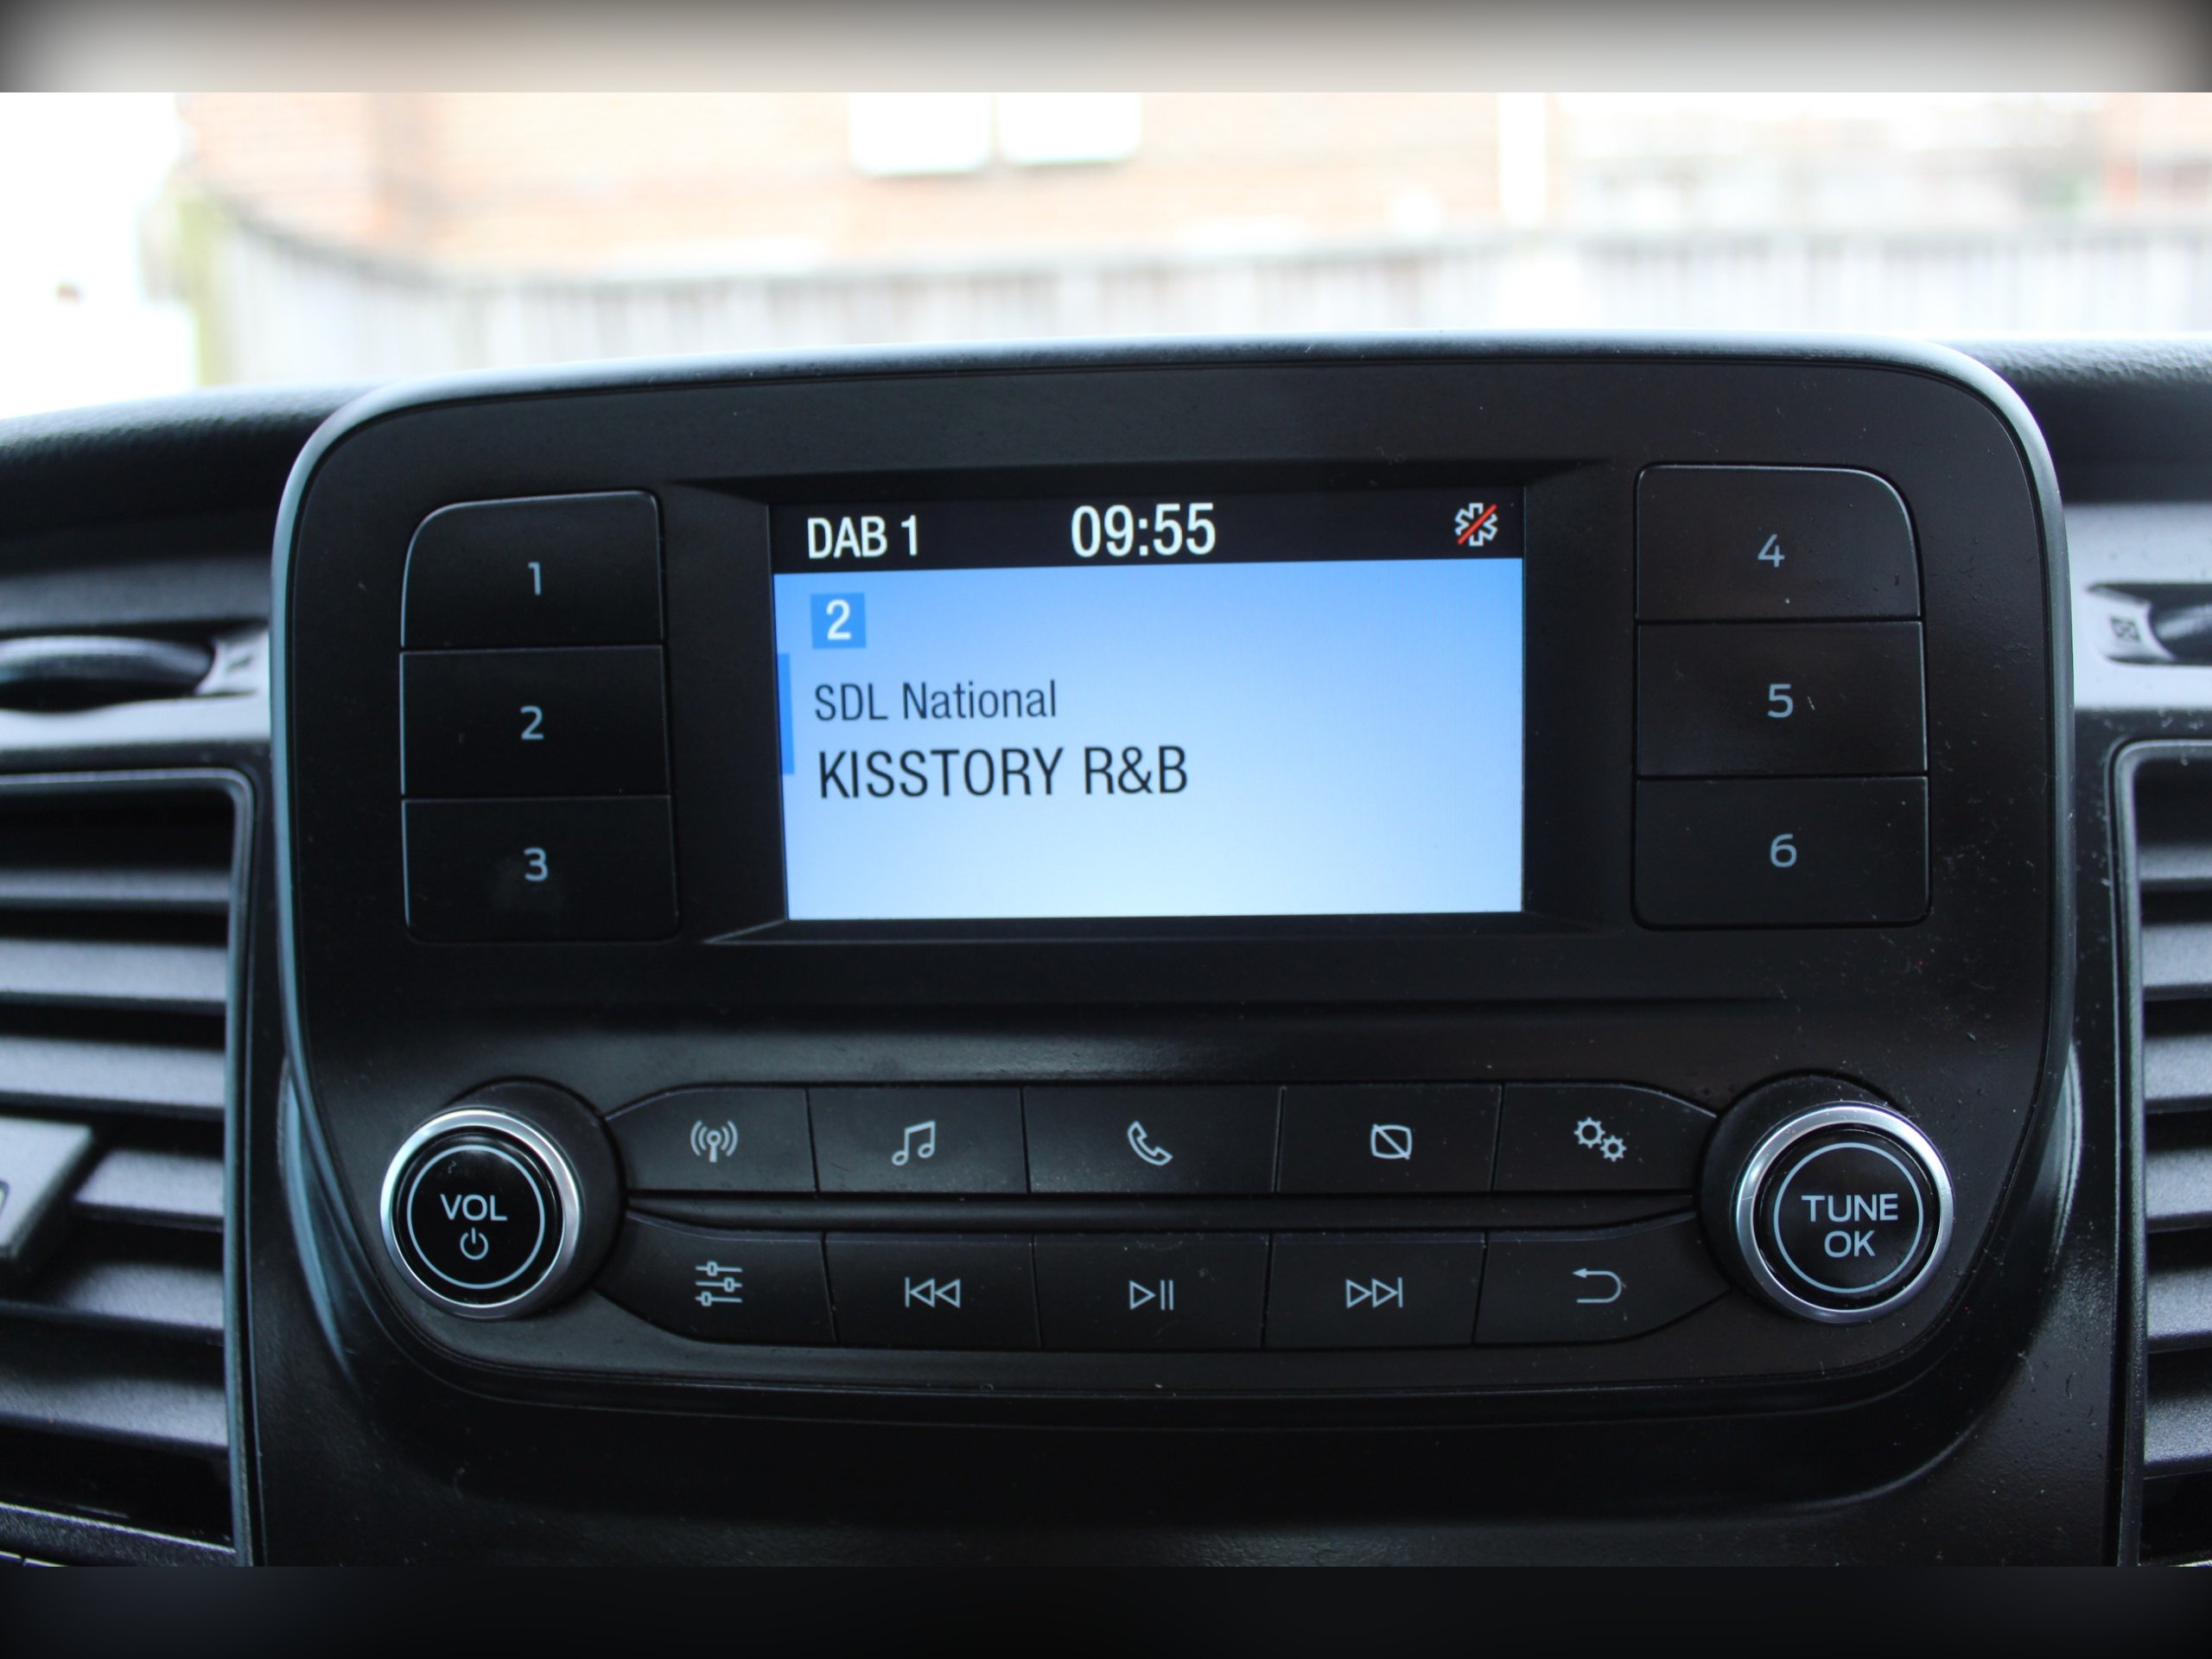 DAB 1 09:55
2
SDL National
KISSTORY R&B
1
2
3
4
5
6
VOL
TUNE
OK